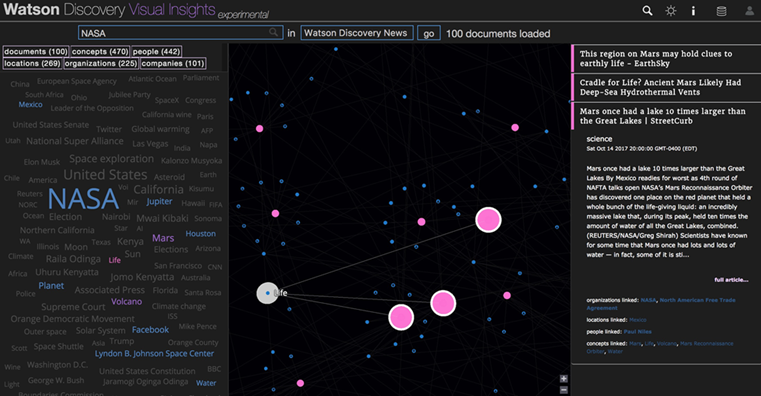 Watson Discovery Visual Insights experimental
NASA in Watson Discovery News go 100 documents loaded
documents (100) concepts (470) people (442)
locations (269) organizations (225) companies (101)
China European Space Agency Atlantic Ocean Parliament
South Africa Ohio Jubilee Party SpaceX Congress
Mexico Leader of the Opposition California wine Paris
United States Senate Twitter Global warming AFP
Utah National Super Alliance Las Vegas India Napa
Elon Musk Space exploration Kalonzo Musyoka
Chile America United States Asteroid Earth
Reuters NASA Voi California Kisumu
NORC Mir Jupiter Hawaii FIFA
Ocean Election Nairobi Mwai Kibaki Sonoma
Northern California Star AI Mars Houston
WA Illinois Moon Texas Kenya Elections Arizona
Raila Odinga Life Sun San Francisco CNN
Climate Uhuru Kenyatta Jomo Kenyatta Australia
Africa Planet Associated Press Florida Santa Rosa
Police Volcano Climate change
Supreme Court ISS
Orange Democratic Movement Facebook Mike Pence
Outer space Solar System Asia Trump Orange County
Scott Space Shuttle Lyndon B. Johnson Space Center
Wine Washington D.C. United States Constitution BBC
Light George W. Bush Jaramogi Oginga Odinga Water
Boundaries Commission
life
This region on Mars may hold clues to
earthly life - EarthSky
Cradle for Life? Ancient Mars Likely Had
Deep-Sea Hydrothermal Vents
Mars once had a lake 10 times larger than
the Great Lakes | StreetCurb
science
Sat Oct 14 2017 20:00:00 GMT-0400 (EDT)
Mars once had a lake 10 times larger than the Great
Lakes By Mexico readies for worst as 4th round of
NAFTA talks open NASA's Mars Reconnaissance Orbiter
has discovered one place on the red planet that held a
whole bunch of the life-giving liquid: an incredibly
massive lake that, during its peak, held ten times the
amount of water of all the Great Lakes, combined.
(REUTERS/NASA/Greg Shirah) Scientists have known
for some time that Mars once had lots and lots of
water — in fact, some of it is sti...
full article...
organizations linked: NASA, North American Free Trade
Agreement
locations linked: Mexico
people linked: Paul Niles
concepts linked: Mars, Life, Volcano, Mars Reconnaissance
Orbiter, Water